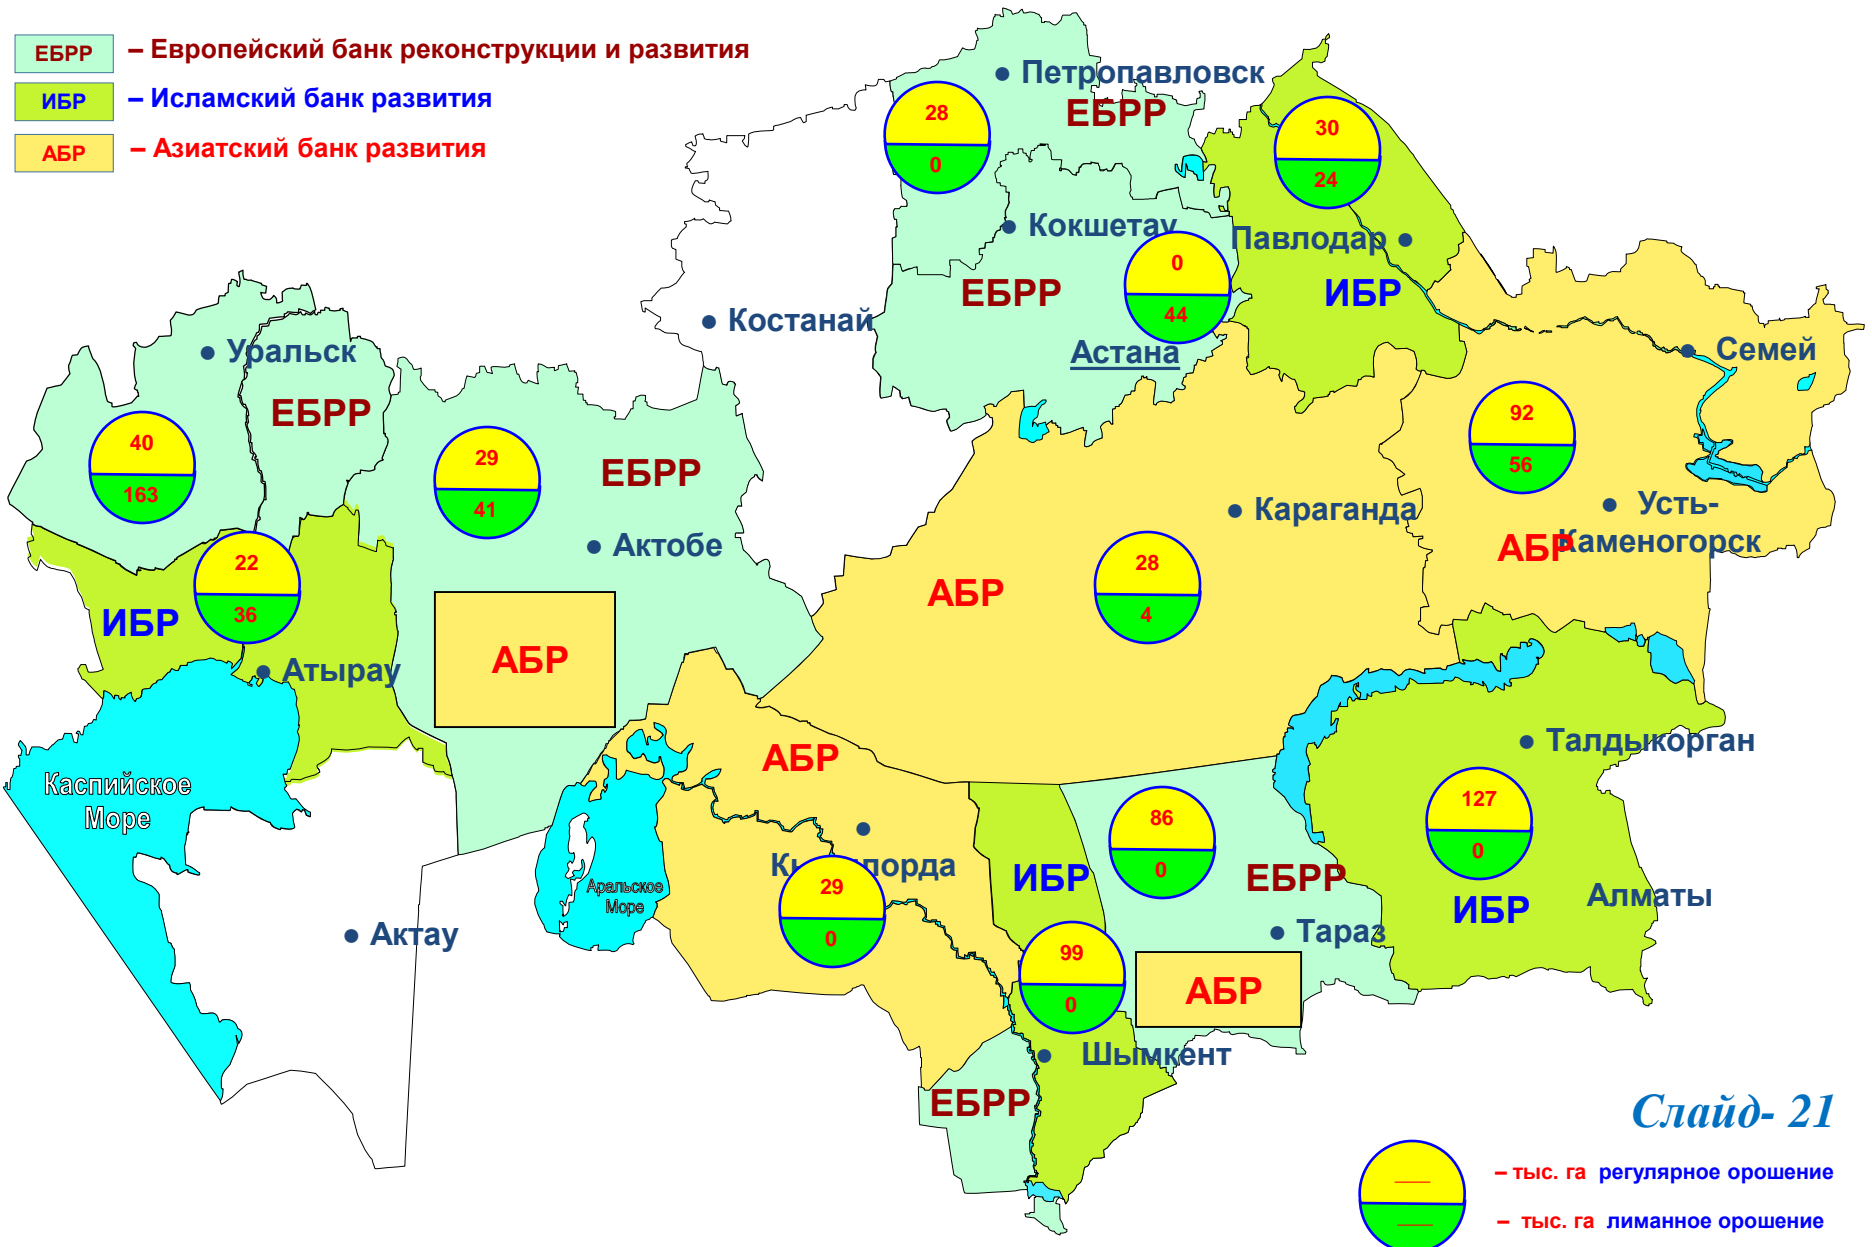 ЕБРР – Европейский банк реконструкции и развития
ИБР – Исламский банк развития
АБР – Азиатский банк развития
Петропавловск
ЕБРР
28
0
30
24
Кокшетау
Павлодар
ЕБРР
0
44
ИБР
Костанай
Астана
Уральск
Семей
ЕБРР
40
163
29
41
ЕБРР
92
56
Караганда
Усть-
Каменогорск
АБР
Актобе
22
36
ИБР
АБР
28
4
АБР
Атырау
АБР
Талдыкорган
Каспийское
Море
127
0
86
0
ИБР
ЕБРР
ИБР
Алматы
Аральское
Море
29
0
Актау
Тараз
99
0
АБР
Шымкент
ЕБРР
Слайд- 21
– тыс. га регулярное орошение
– тыс. га лиманное орошение